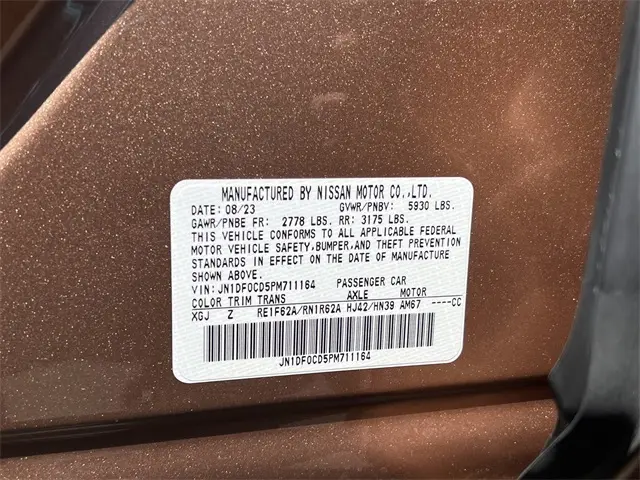 MANUFACTURED BY NISSAN MOTOR CO.,LTD.
DATE: 08/23 GVWR/PNBV: 5930 LBS.
GAWR/PNBE FR: 2778 LBS. RR: 3175 LBS.
THIS VEHICLE CONFORMS TO ALL APPLICABLE FEDERAL
MOTOR VEHICLE SAFETY,BUMPER,AND THEFT PREVENTION
STANDARDS IN EFFECT ON THE DATE OF MANUFACTURE
SHOWN ABOVE.
VIN: JN1DF0CD5PM711164 PASSENGER CAR
COLOR TRIM TRANS AXLE MOTOR
XGJ Z RE1F62A/RN1R62A HJ42/HN39 AM67 ----CC
JN1DF0CD5PM711164